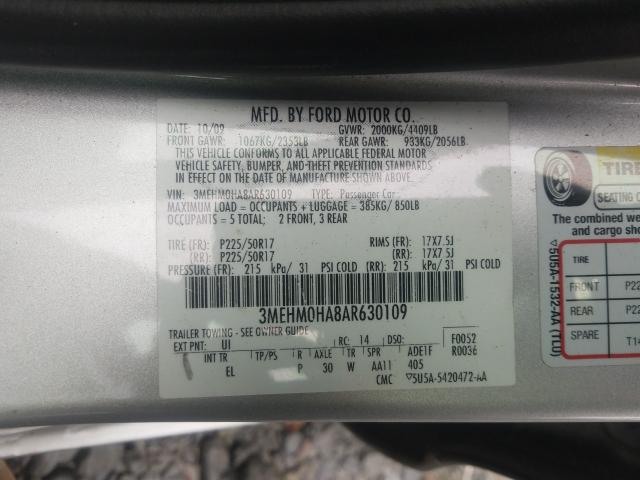 MFD. BY FORD MOTOR CO.
DATE: 10/09 GVWR: 2000KG/4409LB
FRONT GAWR: 1067KG/2353LB REAR GAWR: 933KG/2056LB
THIS VEHICLE CONFORMS TO ALL APPLICABLE FEDERAL MOTOR
VEHICLE SAFETY, BUMPER, AND THEFT PREVENTION STANDARDS
IN EFFECT ON THE DATE OF MANUFACTURE SHOWN ABOVE.
VIN: 3MEHM0HA8AR630109 TYPE: Passenger Car
MAXIMUM LOAD = OCCUPANTS + LUGGAGE = 385KG/ 850LB
OCCUPANTS = 5 TOTAL; 2 FRONT, 3 REAR
TIRE (FR): P225/50R17 RIMS (FR): 17X7.5J
(RR): P225/50R17 (RR): 17X7.5J
PRESSURE (FR): 215 kPa/ 31 PSI COLD (RR): 215 kPa/ 31 PSI COLD
3MEHM0HA8AR630109
TRAILER TOWING - SEE OWNER GUIDE
EXT PNT: UI RC: 14 DSO: F0052
INT TR TP/PS R AXLE TR SPR ADE1F R0036
EL P 30 W AA11 405
CMC ▽5U5A-5420472-AA
TIRE
SEATING
The combined we
and cargo sho
TIRE
FRONT P22
REAR P22
SPARE T14
▽5U5A-1532-AA (TLD)